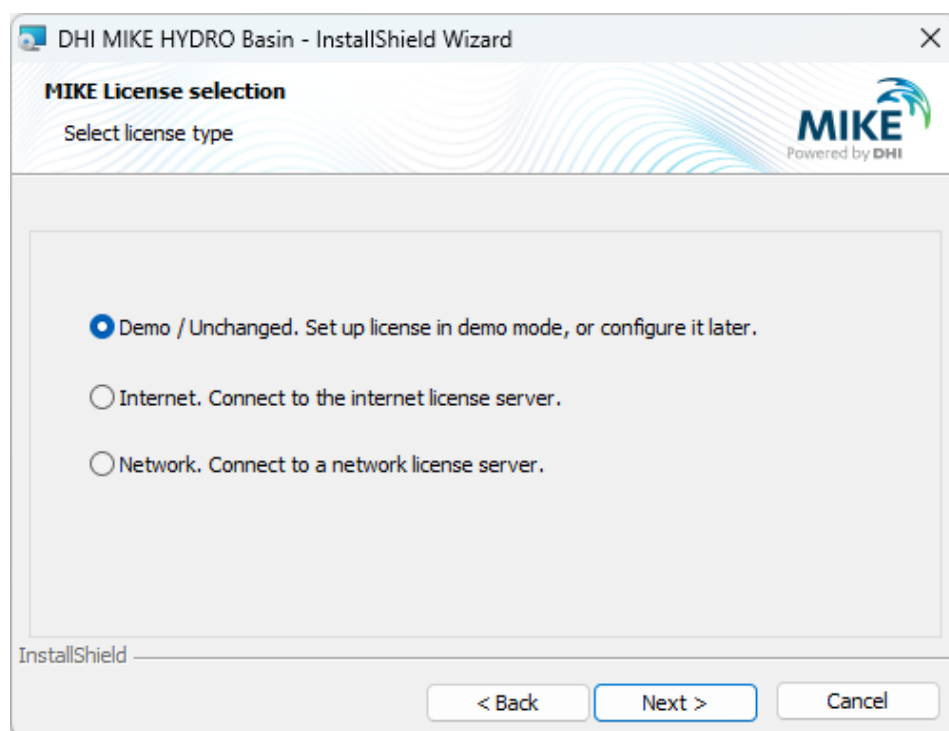 DHI MIKE HYDRO Basin - InstallShield Wizard
MIKE License selection
Select license type
MIKE
Powered by DHI
Demo / Unchanged. Set up license in demo mode, or configure it later.
Internet. Connect to the internet license server.
Network. Connect to a network license server.
InstallShield
< Back
Next >
Cancel